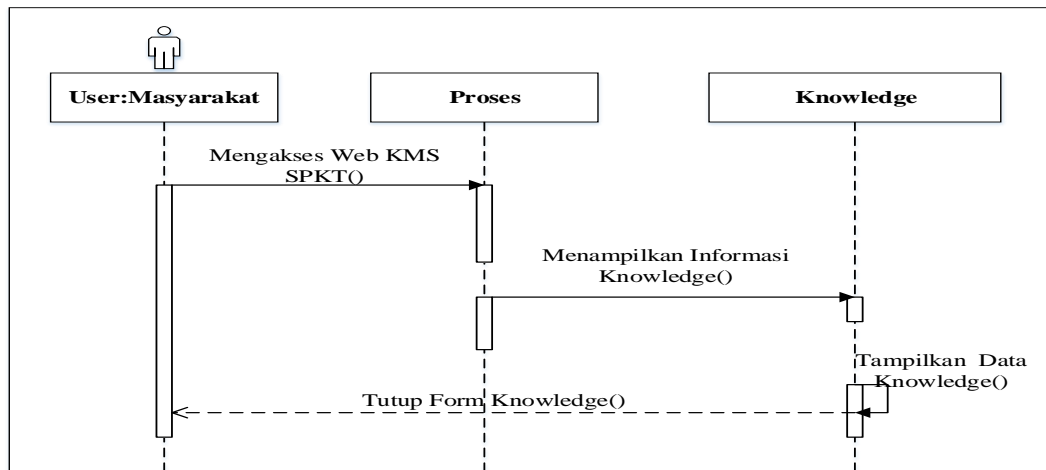 User:Masyarakat
Proses
Knowledge
Mengakses Web KMS
SPKT()
Menampilkan Informasi
Knowledge()
Tampilkan Data
Knowledge()
Tutup Form Knowledge()